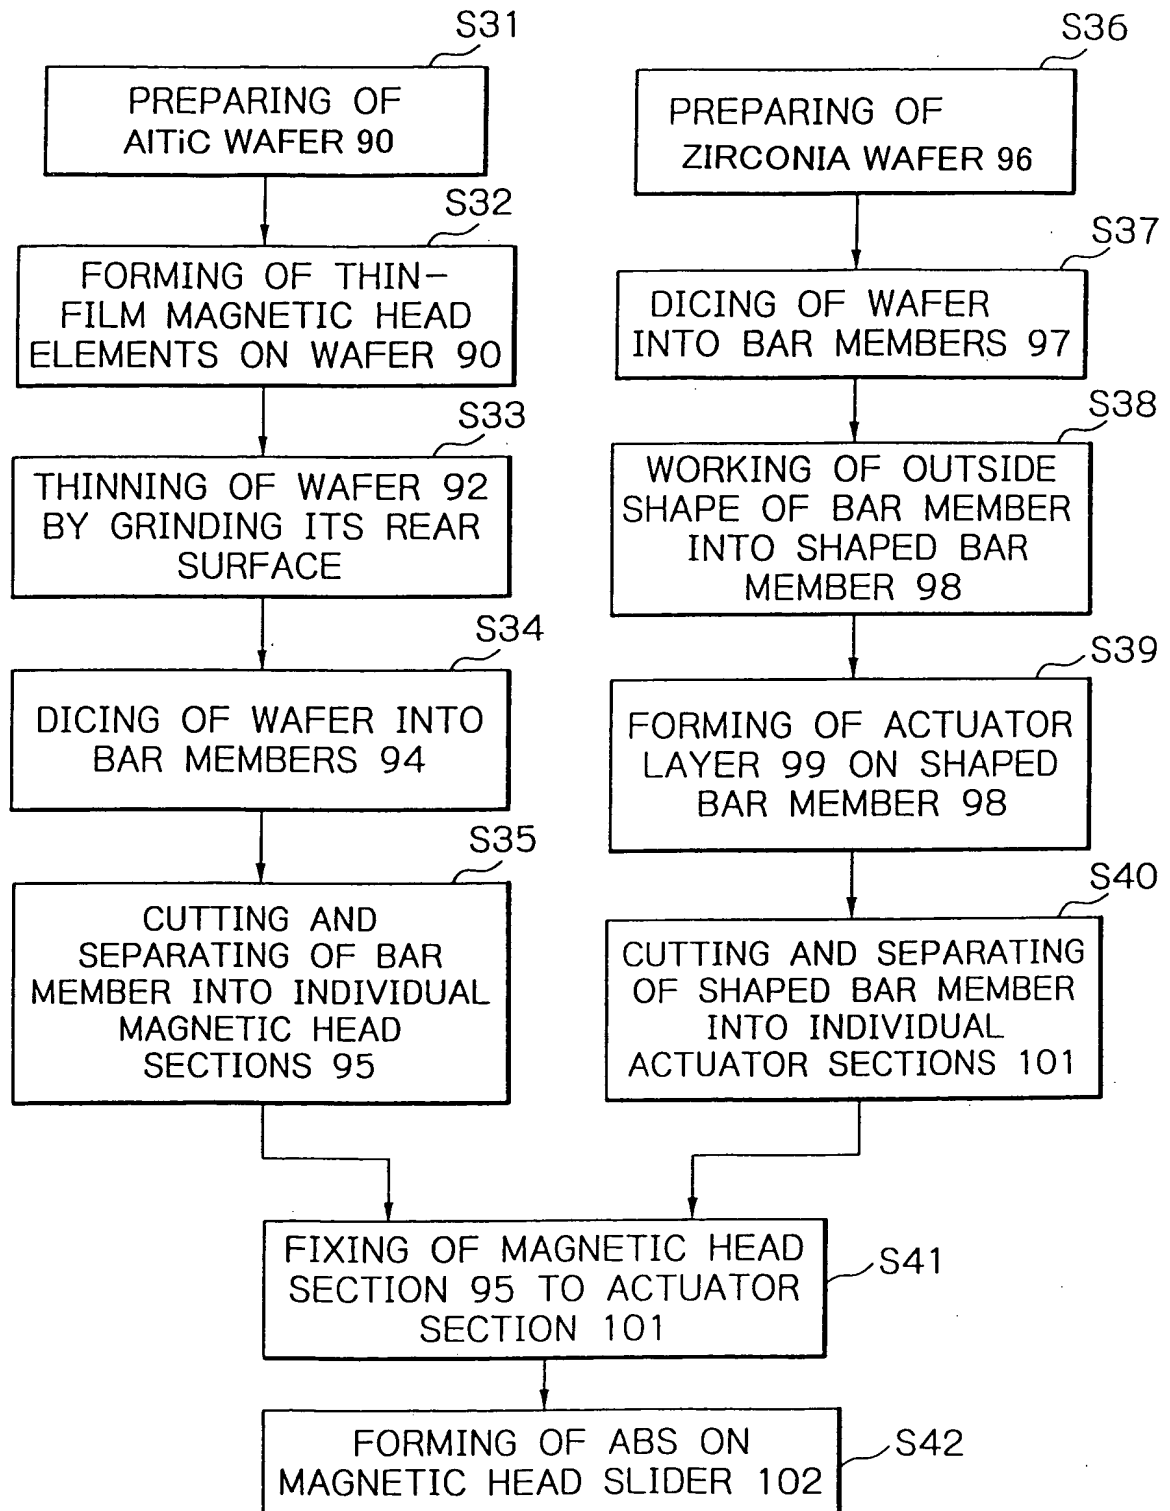 S31
PREPARING OF
AlTiC WAFER 90
S32
FORMING OF THIN-
FILM MAGNETIC HEAD
ELEMENTS ON WAFER 90
S33
THINNING OF WAFER 92
BY GRINDING ITS REAR
SURFACE
S34
DICING OF WAFER INTO
BAR MEMBERS 94
S35
CUTTING AND
SEPARATING OF BAR
MEMBER INTO INDIVIDUAL
MAGNETIC HEAD
SECTIONS 95
S36
PREPARING OF
ZIRCONIA WAFER 96
S37
DICING OF WAFER
INTO BAR MEMBERS 97
S38
WORKING OF OUTSIDE
SHAPE OF BAR MEMBER
INTO SHAPED BAR
MEMBER 98
S39
FORMING OF ACTUATOR
LAYER 99 ON SHAPED
BAR MEMBER 98
S40
CUTTING AND SEPARATING
OF SHAPED BAR MEMBER
INTO INDIVIDUAL
ACTUATOR SECTIONS 101
FIXING OF MAGNETIC HEAD
SECTION 95 TO ACTUATOR
SECTION 101
S41
FORMING OF ABS ON
MAGNETIC HEAD SLIDER 102
S42